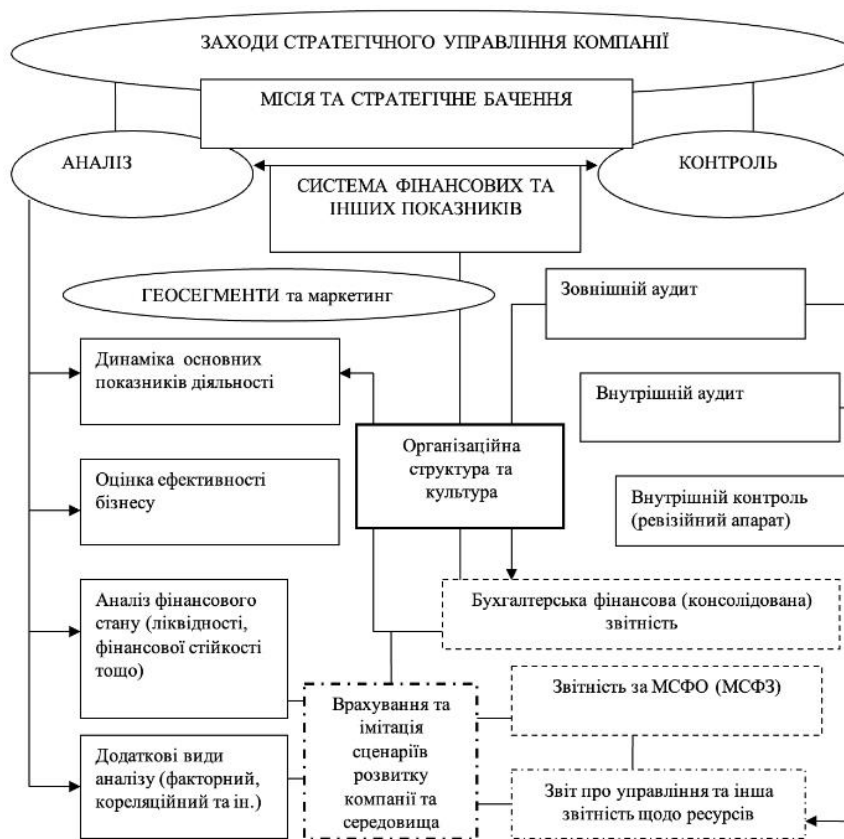 ЗАХОДИ СТРАТЕГІЧНОГО УПРАВЛІННЯ КОМПАНІЇ
МІСІЯ ТА СТРАТЕГІЧНЕ БАЧЕННЯ
АНАЛІЗ
КОНТРОЛЬ
СИСТЕМА ФІНАНСОВИХ ТА
ІНШИХ ПОКАЗНИКІВ
ГЕОСЕГМЕНТИ та маркетинг
Зовнішній аудит
Динаміка основних
показників діяльності
Внутрішній аудит
Організаційна
структура та
культура
Оцінка ефективності
бізнесу
Внутрішній контроль
(ревізійний апарат)
Аналіз фінансового
стану (ліквідності,
фінансової стійкості
тощо)
Бухгалтерська фінансова (консолідована)
звітність
Врахування та
імітація
сценаріїв
розвитку
компанії та
середовища
Звітність за МСФО (МСФЗ)
Додаткові види
аналізу (факторний,
кореляційний та ін.)
Звіт про управління та інша
звітність щодо ресурсів